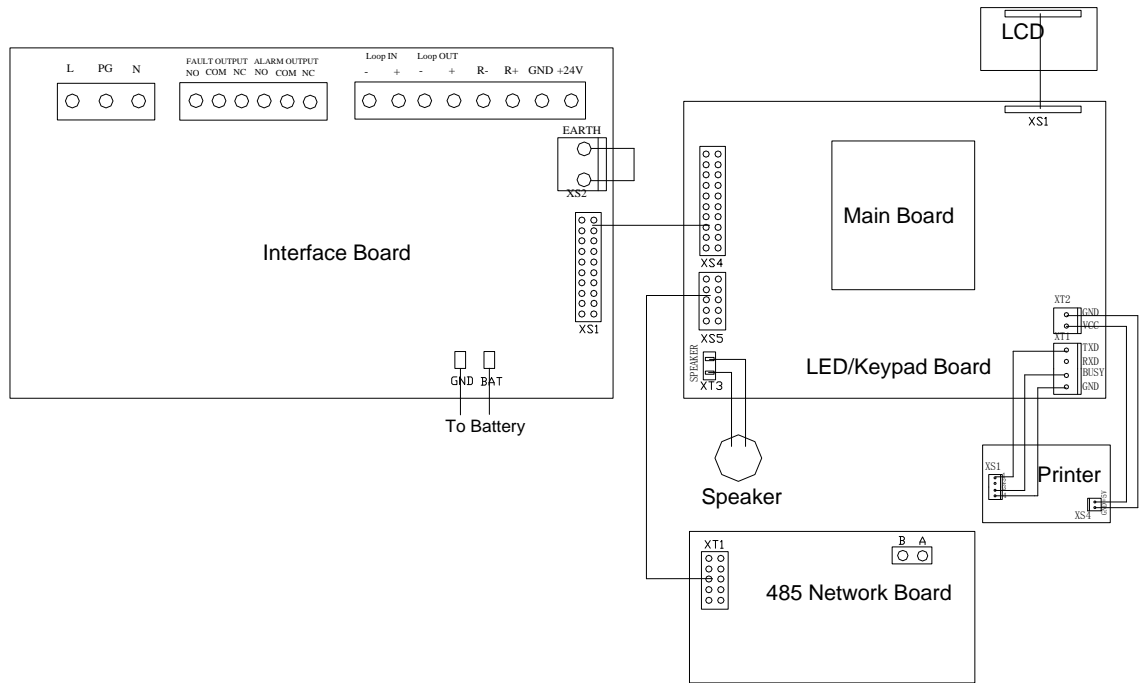 LCD
XS1
L PG N
FAULT OUTPUT ALARM OUTPUT
NO COM NC NO COM NC
Loop IN Loop OUT
- + - + R- R+ GND +24V
EARTH
XS2
Interface Board
XS1
GND BAT
To Battery
Main Board
XS4
XS5
SPEAKER
XT3
LED/Keypad Board
XT2
GND
VCC
XT1
TXD
RXD
BUSY
GND
Speaker
XS1
Printer
XS4
XT1
B A
485 Network Board